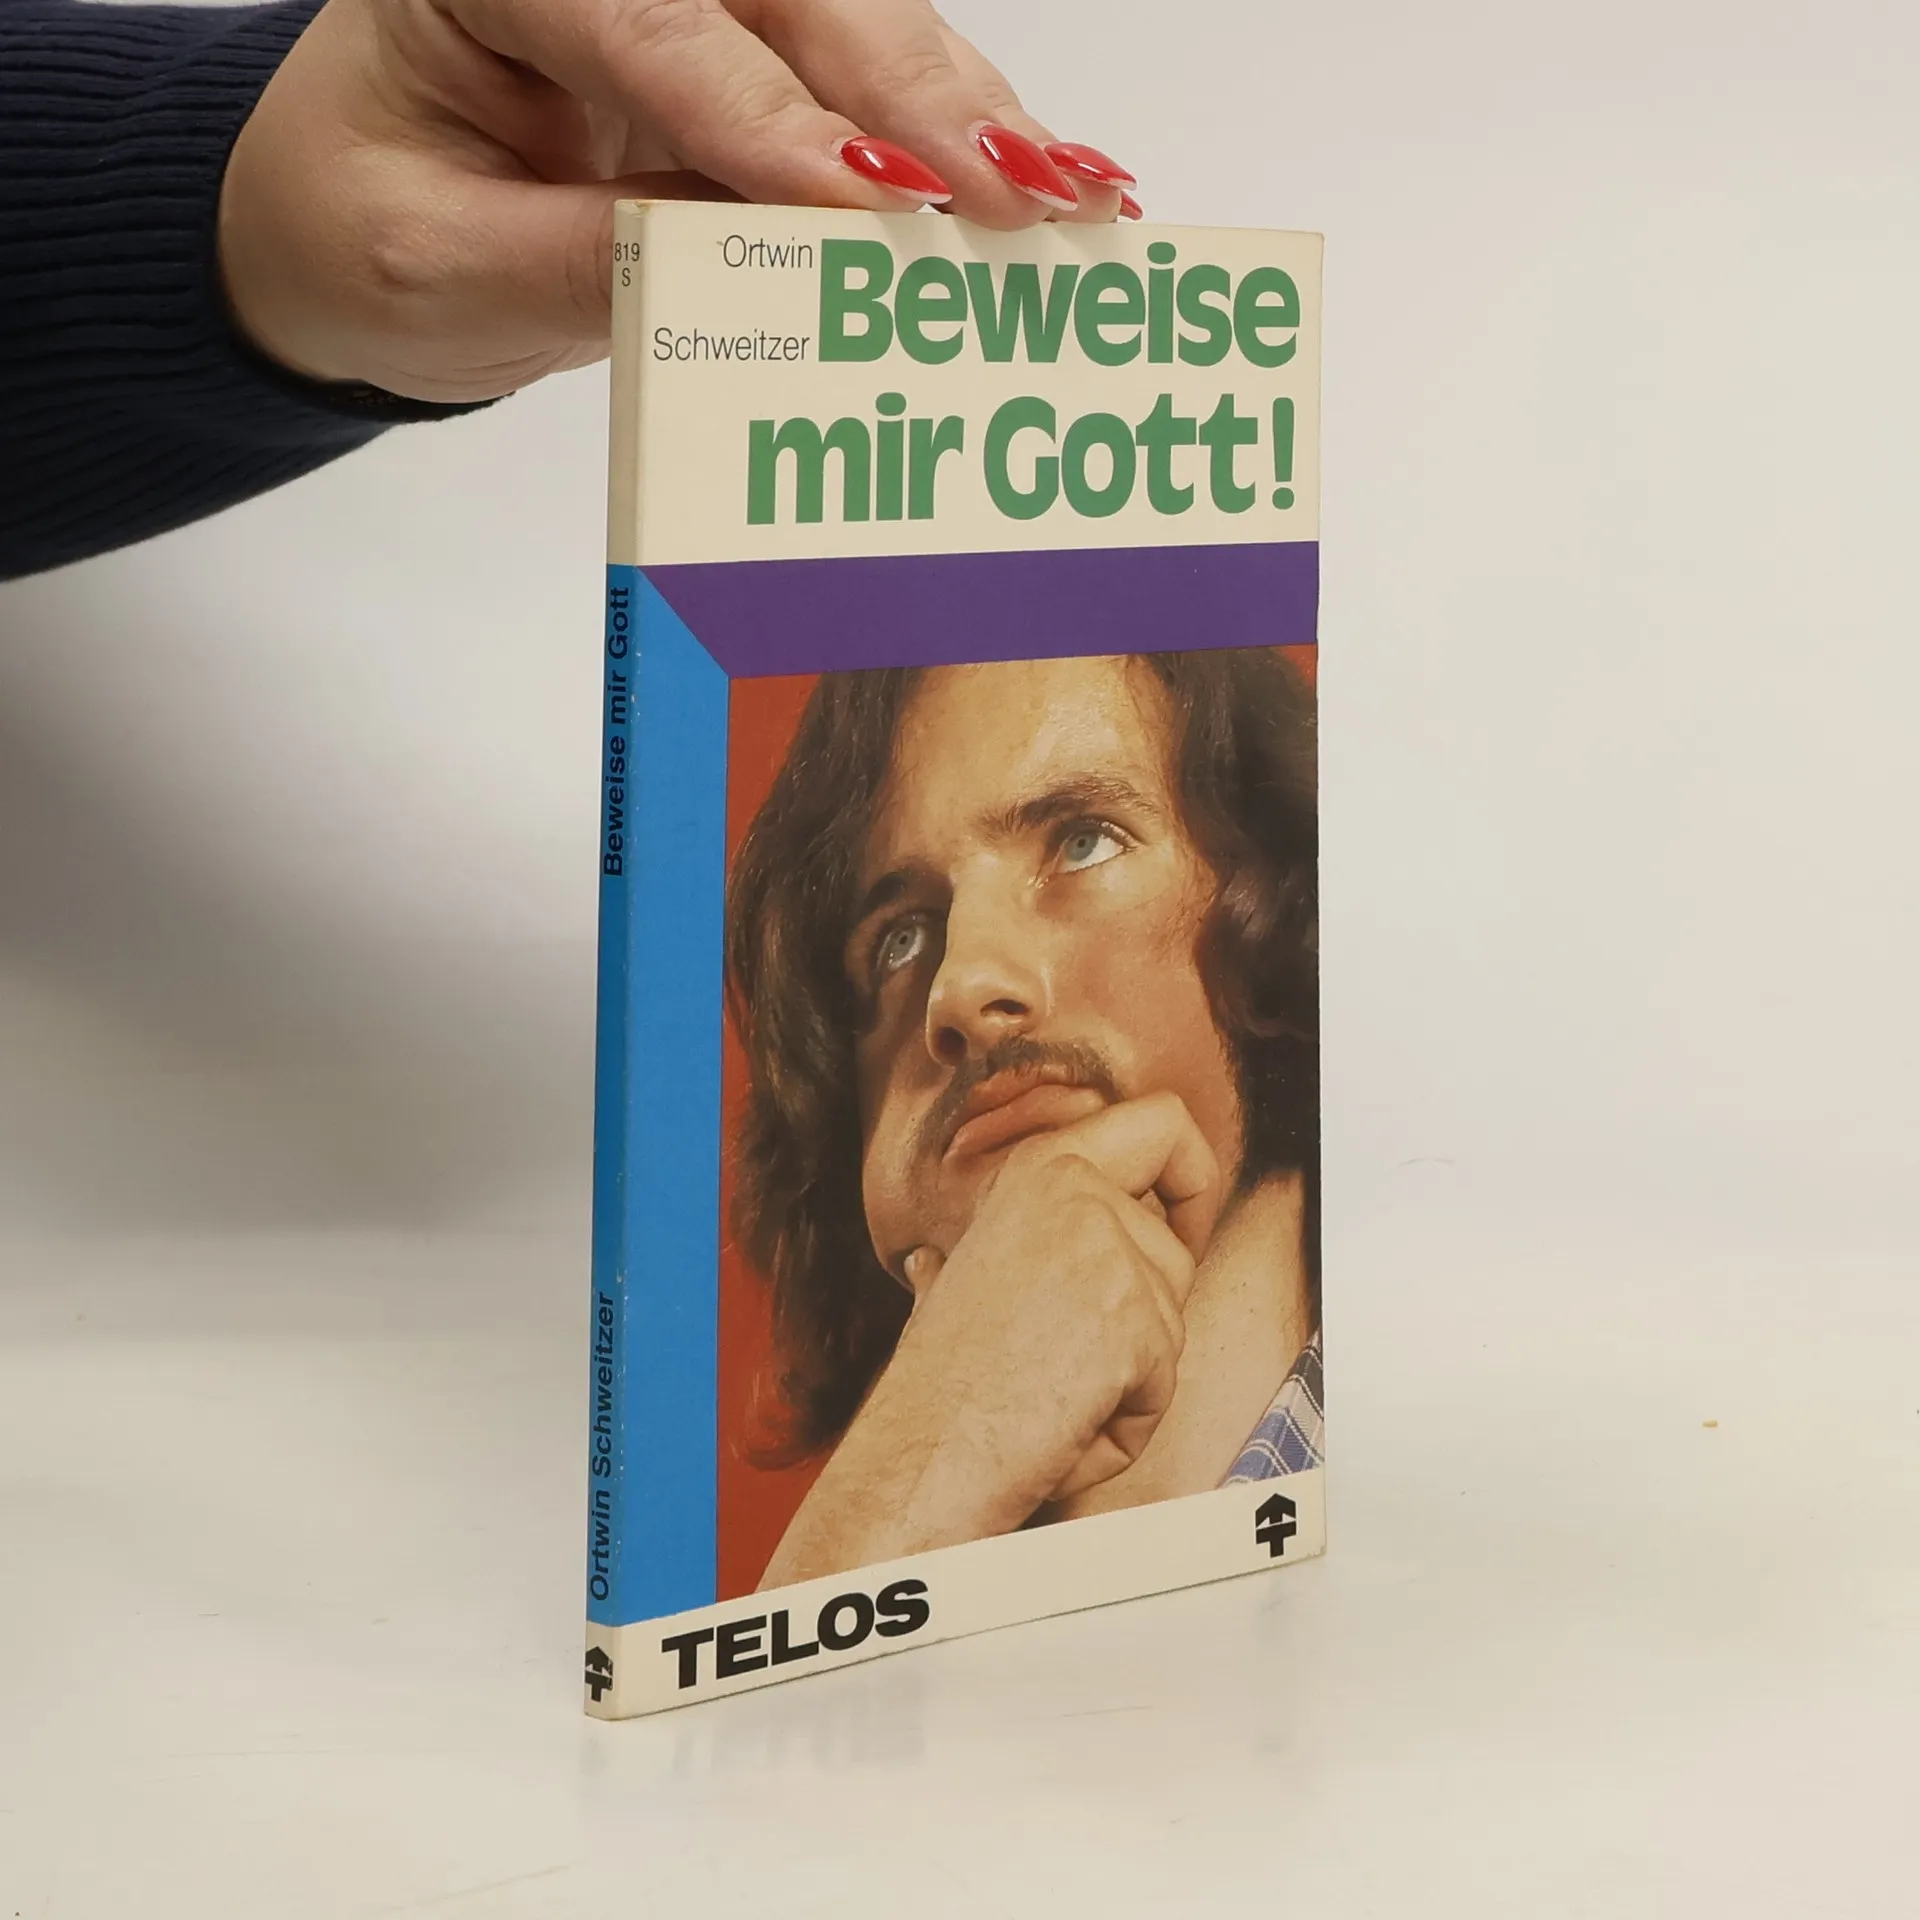 819
S
Ortwin
Schweitzer
Beweise
mir Gott!
Beweise mir Gott
Ortwin Schweitzer
TELOS